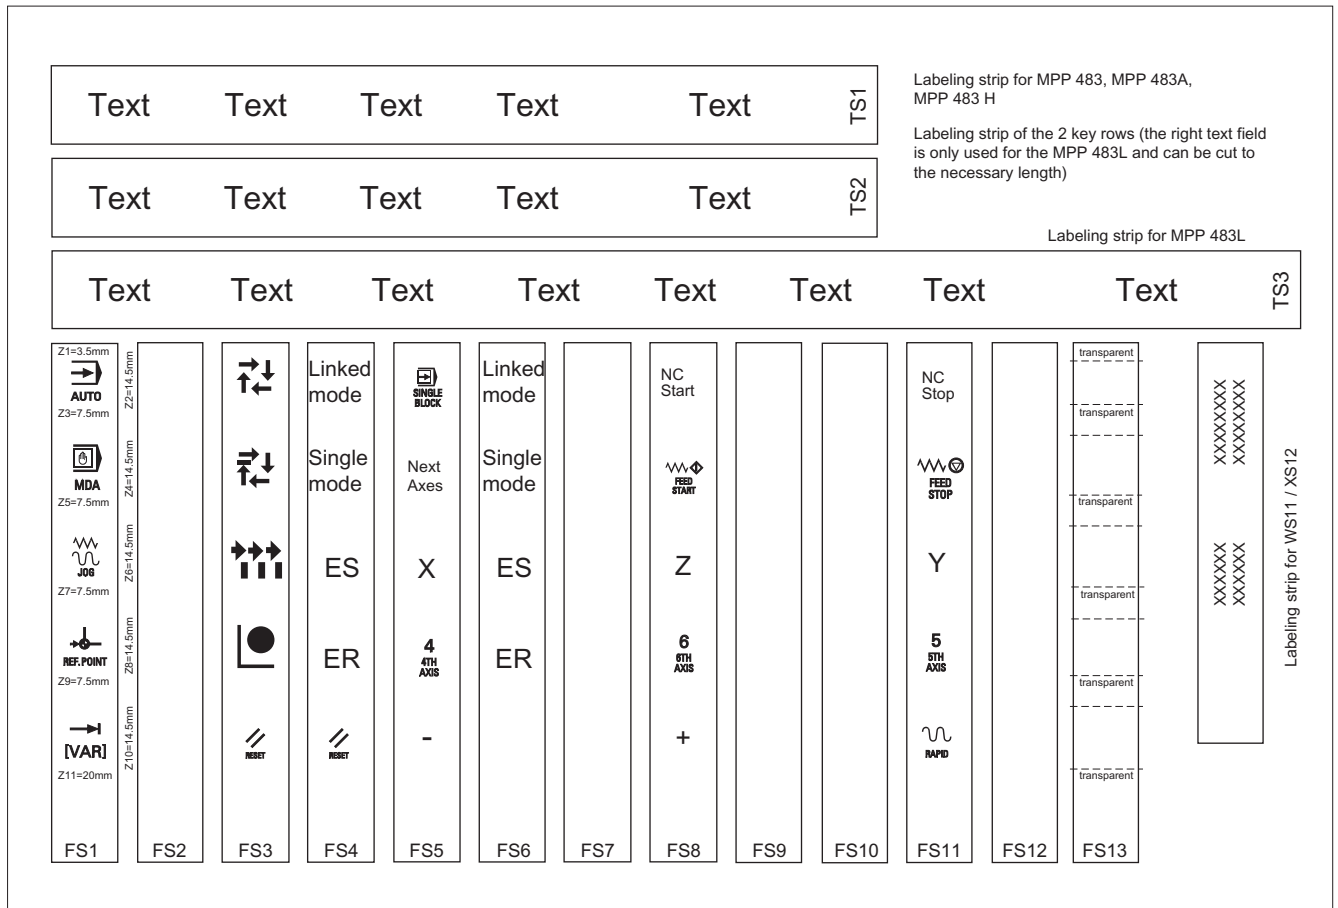 Text Text Text Text Text TS1
Labeling strip for MPP 483, MPP 483A,
MPP 483 H
Labeling strip of the 2 key rows (the right text field
is only used for the MPP 483L and can be cut to
the necessary length)
Text Text Text Text Text TS2
Labeling strip for MPP 483L
Text Text Text Text Text Text Text Text TS3
Z1=3.5mm
AUTO
Z3=7.5mm
MDA
Z5=7.5mm
JOG
Z7=7.5mm
REF.POINT
Z9=7.5mm
[VAR]
Z11=20mm
FS1
Z2=14.5mm
Z4=14.5mm
Z6=14.5mm
Z8=14.5mm
Z10=14.5mm
FS2
RESET
FS3
Linked
mode
Single
mode
ES
ER
RESET
FS4
SINGLE
BLOCK
Next
Axes
X
4
4TH
AXIS
-
FS5
Linked
mode
Single
mode
ES
ER
FS6
FS7
NC
Start
FEED
START
Z
6
6TH
AXIS
+
FS8
FS9
FS10
NC
Stop
FEED
STOP
Y
5
5TH
AXIS
RAPID
FS11
FS12
transparent
transparent
transparent
transparent
transparent
transparent
FS13
XXXXXXXX
XXXXXXXX
XXXXXX
XXXXXX
Labeling strip for WS11 / XS12